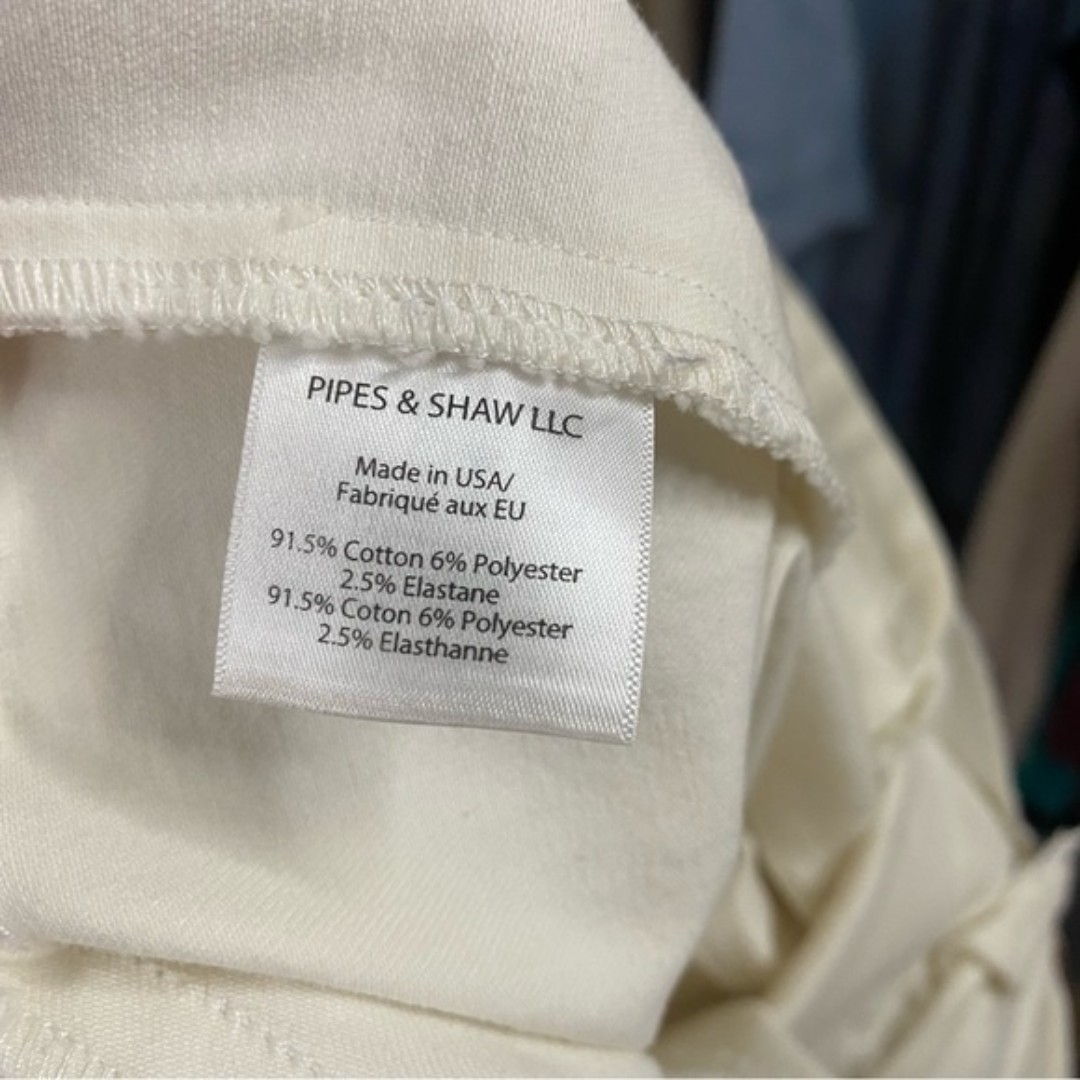 PIPES & SHAW LLC
Made in USA/
Fabriqué aux EU
91.5% Cotton 6% Polyester
2.5% Elastane
91.5% Coton 6% Polyester
2.5% Elasthanne